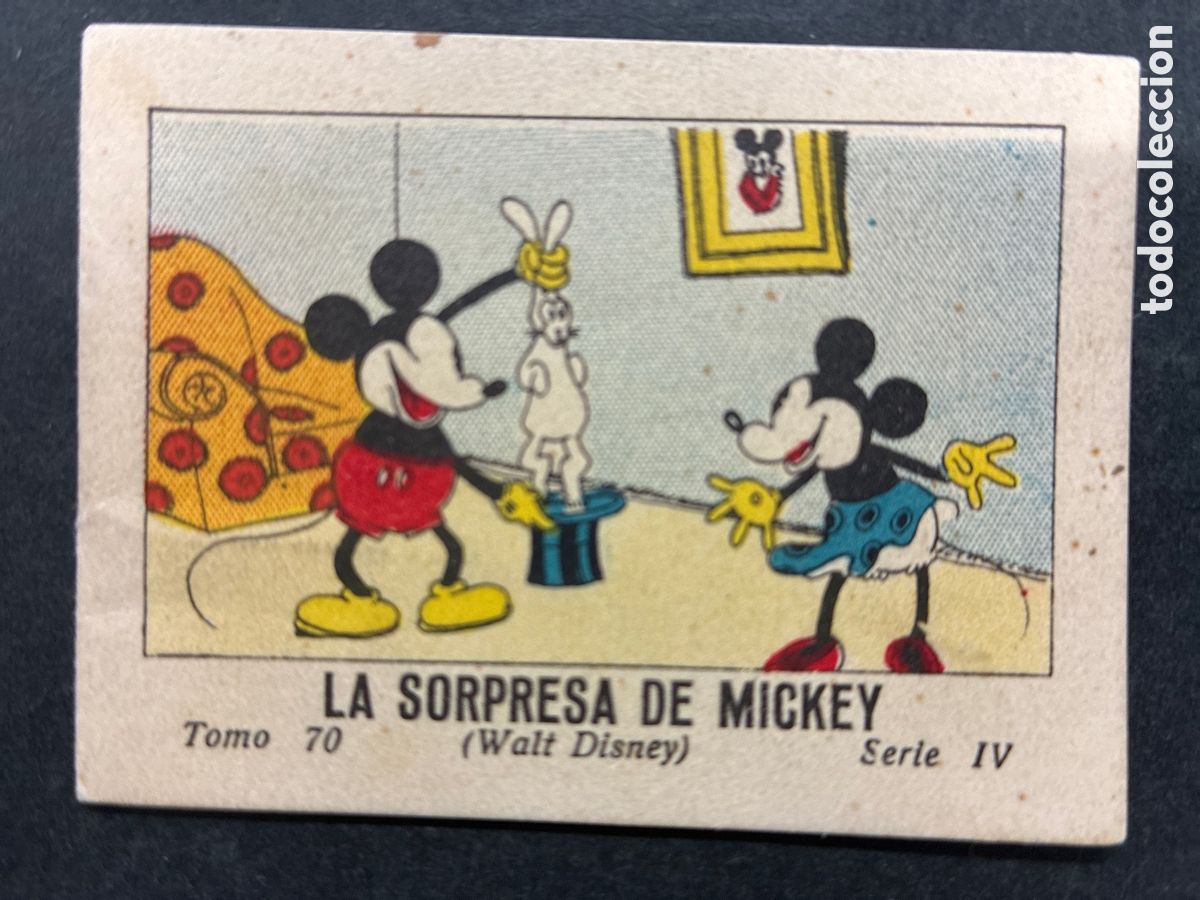 LA SORPRESA DE MICKEY
Tomo 70 (Walt Disney) Serie IV
todocoleccion